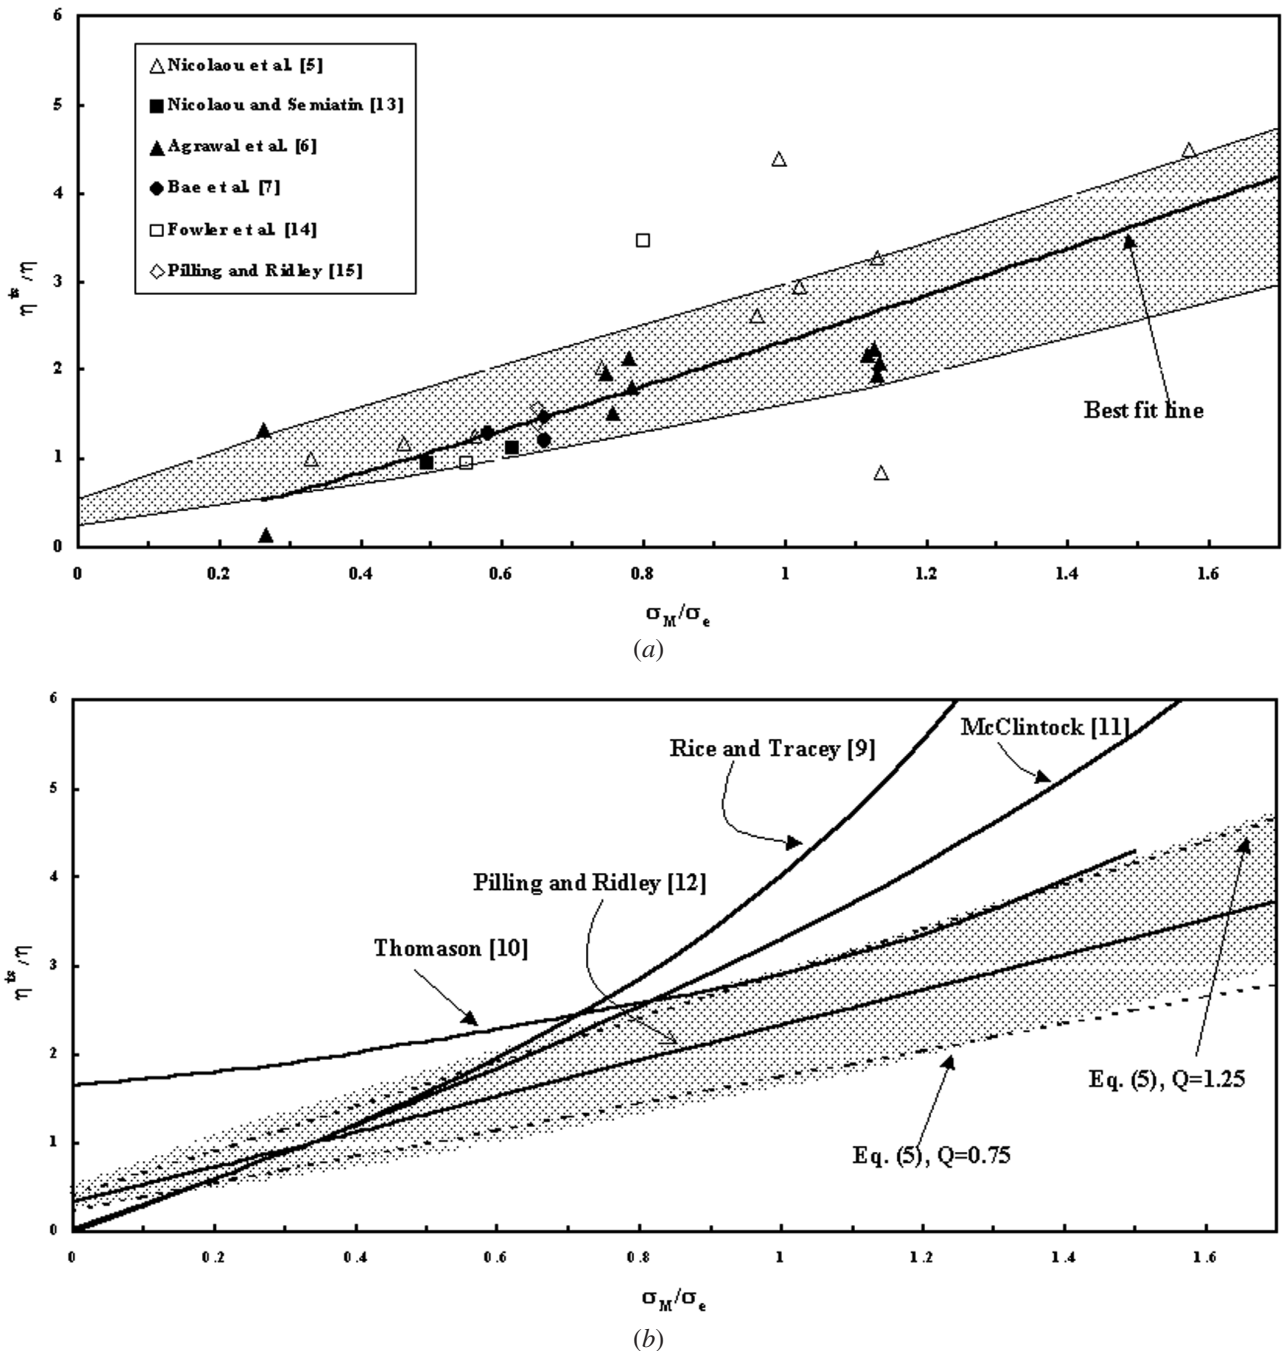 6
5
4
3
2
1
0
η^ts/η
Nicolaou et al. [5]
Nicolaou and Semiatin [13]
Agrawal et al. [6]
Bae et al. [7]
Fowler et al. [14]
Pilling and Ridley [15]
Best fit line
0 0.2 0.4 0.6 0.8 1 1.2 1.4 1.6
σ_M/σ_e
(a)
6
5
4
3
2
1
0
η^ts/η
McClintock [11]
Rice and Tracey [9]
Pilling and Ridley [12]
Thomason [10]
Eq. (5), Q=1.25
Eq. (5), Q=0.75
0 0.2 0.4 0.6 0.8 1 1.2 1.4 1.6
σ_M/σ_e
(b)